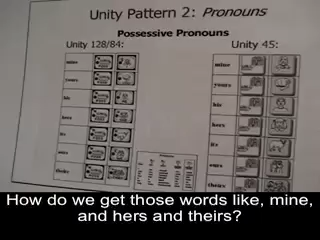 Unity Pattern 2: Pronouns
Possessive Pronouns
Unity 128/84:
Unity 45:
mine
yours
his
hers
its
ours
theirs
mine
yours
his
hers
its
ours
theirs
How do we get those words like, mine,
and hers and theirs?